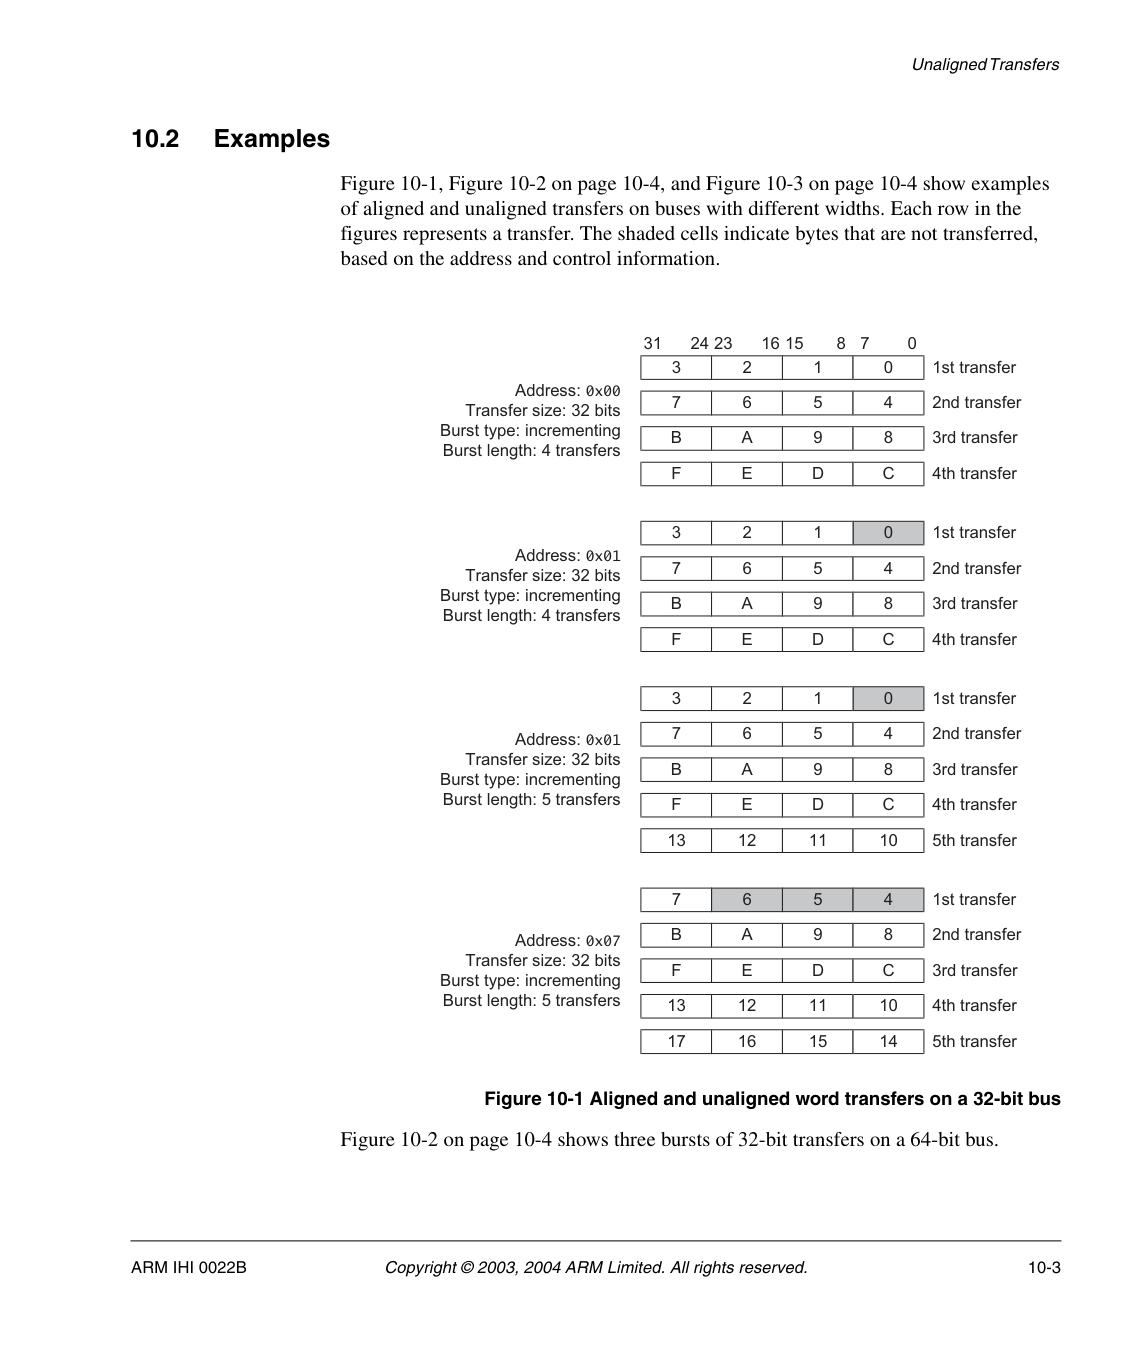 Unaligned Transfers
10.2 Examples
Figure 10-1, Figure 10-2 on page 10-4, and Figure 10-3 on page 10-4 show examples
of aligned and unaligned transfers on buses with different widths. Each row in the
figures represents a transfer. The shaded cells indicate bytes that are not transferred,
based on the address and control information.
31 24 23 16 15 8 7 0
Address: 0x00
Transfer size: 32 bits
Burst type: incrementing
Burst length: 4 transfers
3 2 1 0 1st transfer
7 6 5 4 2nd transfer
B A 9 8 3rd transfer
F E D C 4th transfer
Address: 0x01
Transfer size: 32 bits
Burst type: incrementing
Burst length: 4 transfers
3 2 1 0 1st transfer
7 6 5 4 2nd transfer
B A 9 8 3rd transfer
F E D C 4th transfer
Address: 0x01
Transfer size: 32 bits
Burst type: incrementing
Burst length: 5 transfers
3 2 1 0 1st transfer
7 6 5 4 2nd transfer
B A 9 8 3rd transfer
F E D C 4th transfer
13 12 11 10 5th transfer
Address: 0x07
Transfer size: 32 bits
Burst type: incrementing
Burst length: 5 transfers
7 6 5 4 1st transfer
B A 9 8 2nd transfer
F E D C 3rd transfer
13 12 11 10 4th transfer
17 16 15 14 5th transfer
Figure 10-1 Aligned and unaligned word transfers on a 32-bit bus
Figure 10-2 on page 10-4 shows three bursts of 32-bit transfers on a 64-bit bus.
ARM IHI 0022B Copyright © 2003, 2004 ARM Limited. All rights reserved. 10-3